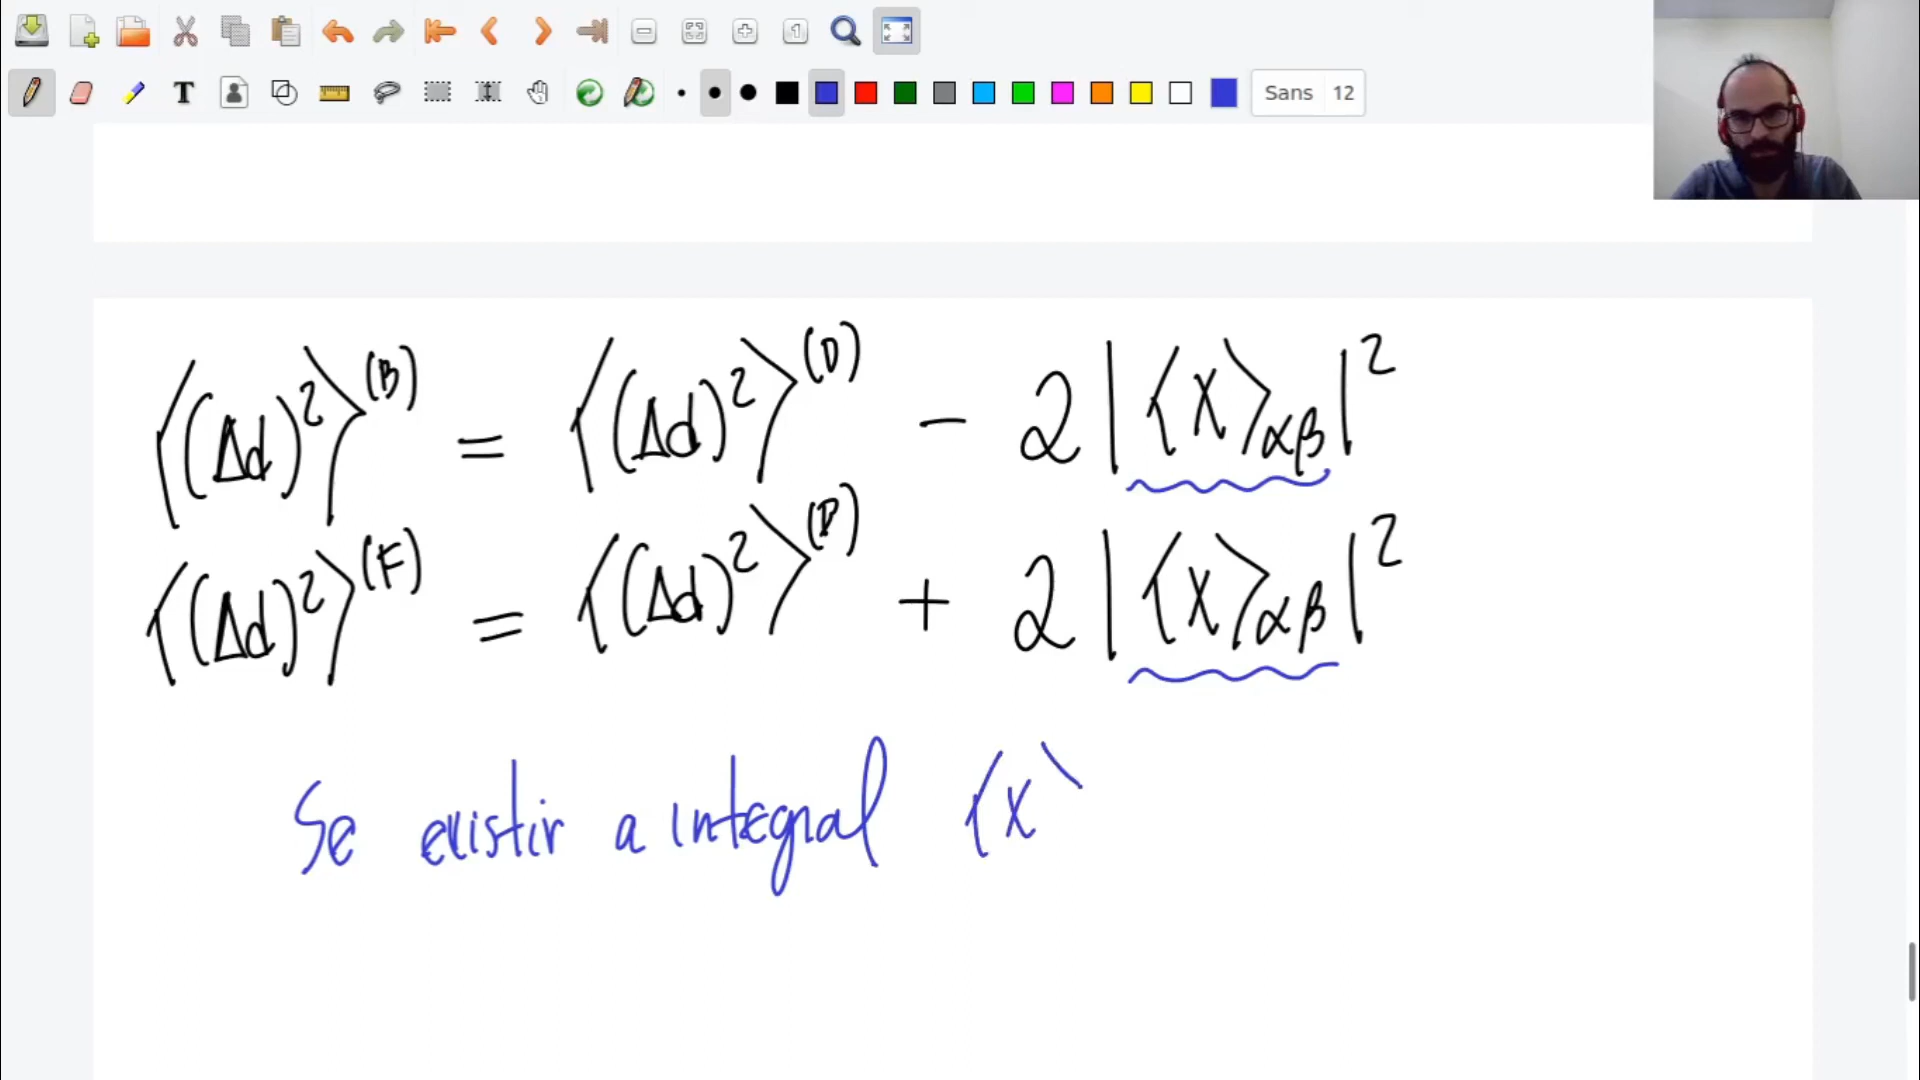 T
1
Sans 12
⟨(Δd)²⟩⁽ᴮ⁾ = ⟨(Δd)²⟩⁽ᴰ⁾ − 2|⟨x⟩αβ|²
⟨(Δd)²⟩⁽ꟳ⁾ = ⟨(Δd)²⟩⁽ᴰ⁾ + 2|⟨x⟩αβ|²
Se existir a integral ⟨x